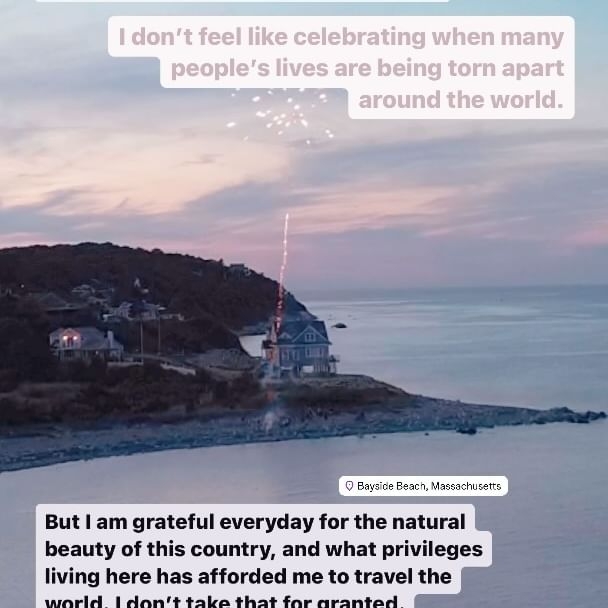 I don't feel like celebrating when many
people's lives are being torn apart
around the world.
Bayside Beach, Massachusetts
But I am grateful everyday for the natural
beauty of this country, and what privileges
living here has afforded me to travel the
world. I don't take that for granted.